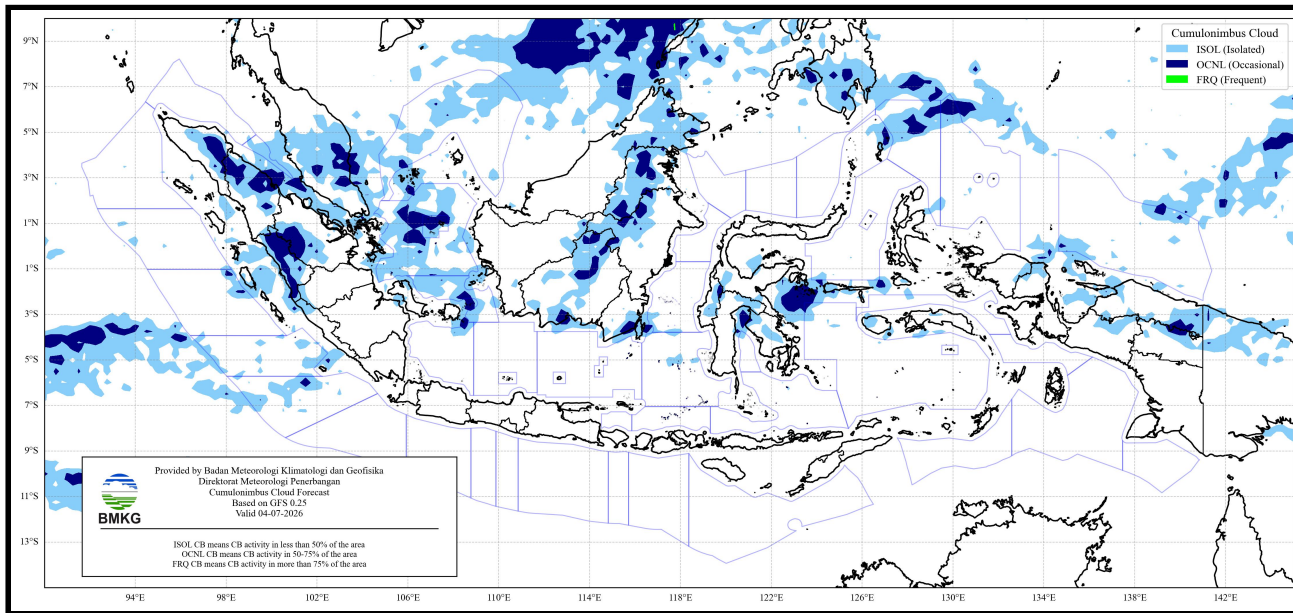 Cumulonimbus Cloud
ISOL (Isolated)
OCNL (Occasional)
FRQ (Frequent)
9°N
7°N
5°N
3°N
1°N
1°S
3°S
5°S
7°S
9°S
11°S
13°S
Provided by Badan Meteorologi Klimatologi dan Geofisika
Direktorat Meteorologi Penerbangan
Cumulonimbus Cloud Forecast
Based on GFS 0.25
Valid 04-07-2026
BMKG
ISOL CB means CB activity in less than 50% of the area
OCNL CB means CB activity in 50-75% of the area
FRQ CB means CB activity in more than 75% of the area
94°E 98°E 102°E 106°E 110°E 114°E 118°E 122°E 126°E 130°E 134°E 138°E 142°E